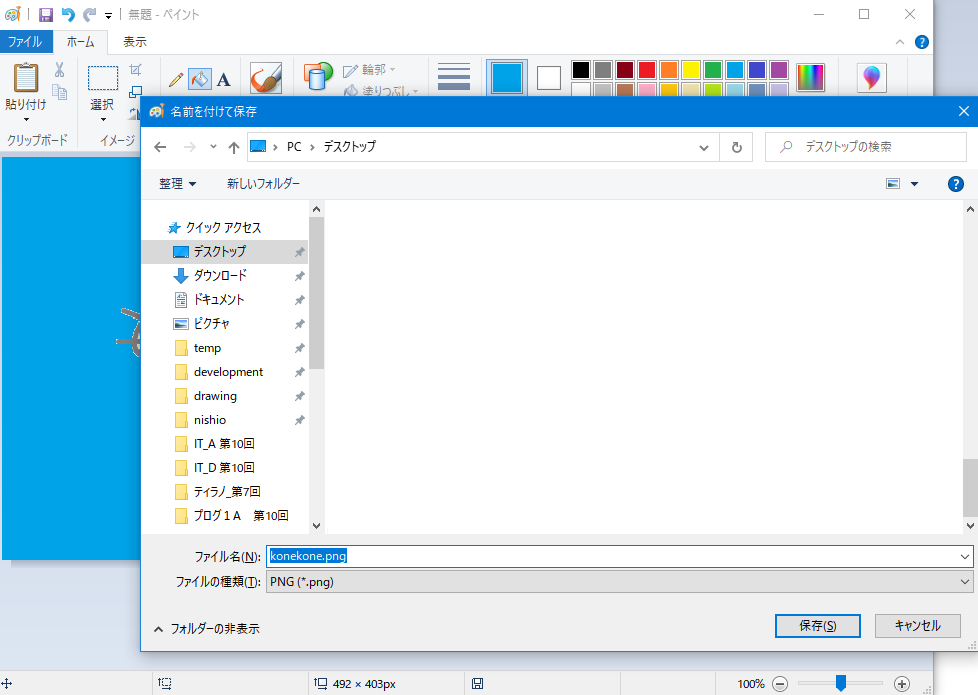 無題 - ペイント
ファイル
ホーム
表示
貼り付け
選択
A
輪郭
塗りつぶし
クリップボード
イメージ
名前を付けて保存
PC
デスクトップ
デスクトップの検索
整理
新しいフォルダー
クイック アクセス
デスクトップ
ダウンロード
ドキュメント
ピクチャ
temp
development
drawing
nishio
IT_A 第10回
IT_D 第10回
ティラノ_第7回
プログ１A　第10回
ファイル名(N):
konekone.png
ファイルの種類(T):
PNG (*.png)
フォルダーの非表示
保存(S)
キャンセル
492 × 403px
100%